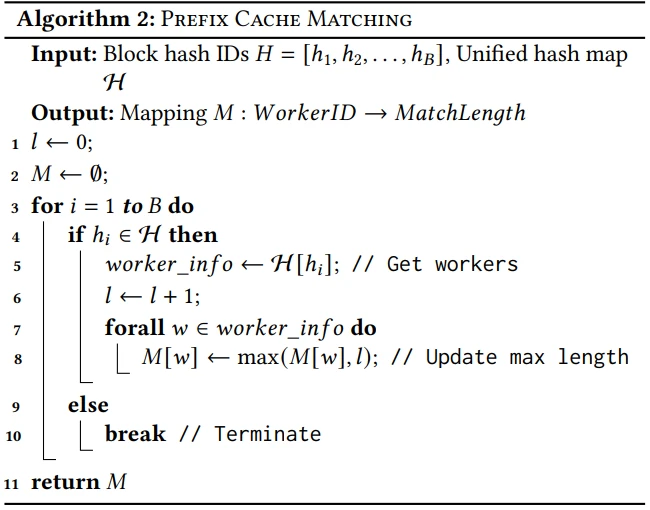 Algorithm 2: Prefix Cache Matching
Input: Block hash IDs H = [h₁, h₂, . . . , h_B], Unified hash map
ℋ
Output: Mapping M : WorkerID → MatchLength
1 l ← 0;
2 M ← ∅;
3 for i = 1 to B do
4 if hᵢ ∈ ℋ then
5 worker_info ← ℋ[hᵢ]; // Get workers
6 l ← l + 1;
7 forall w ∈ worker_info do
8 M[w] ← max(M[w], l); // Update max length
9 else
10 break // Terminate
11 return M